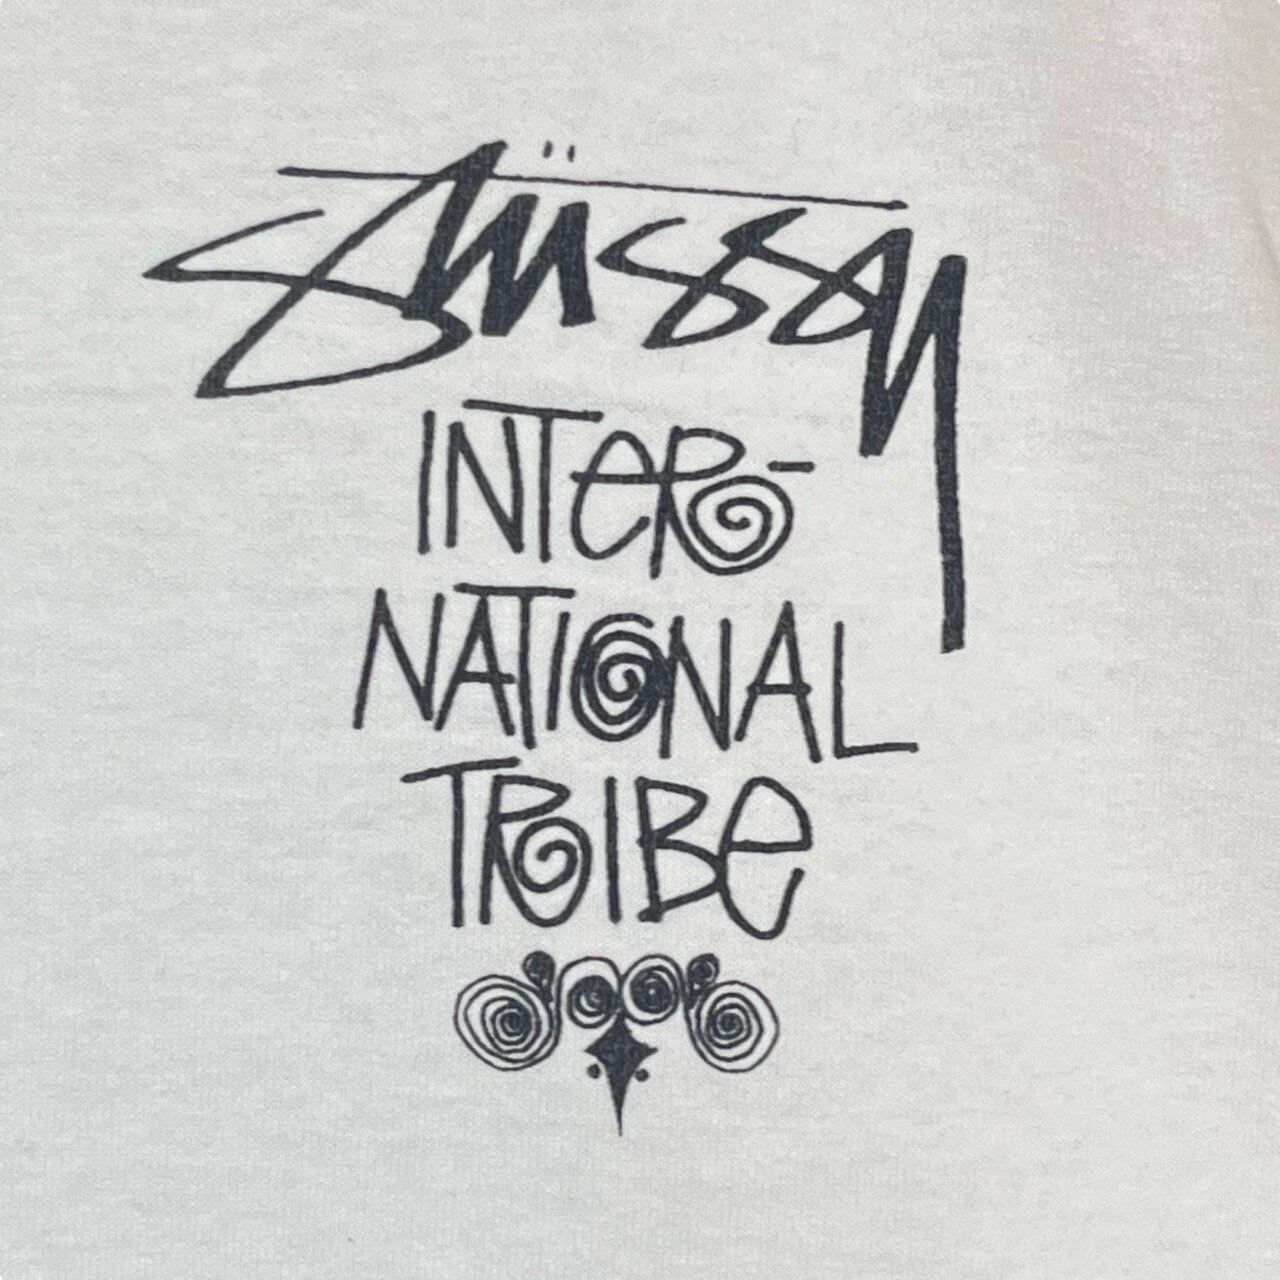 Stüssy
INTER-
NATIONAL
TRIBE